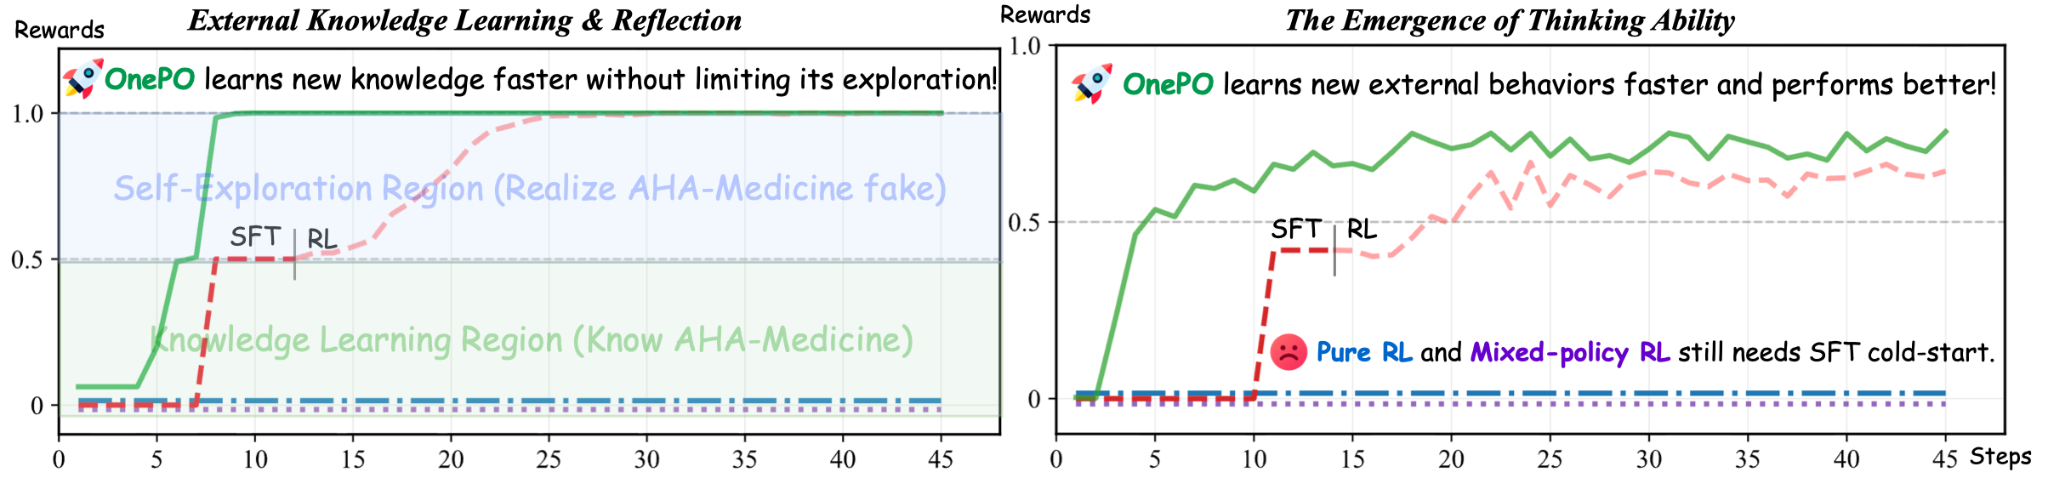 External Knowledge Learning & Reflection
Rewards
OnePO learns new knowledge faster without limiting its exploration!
1.0
Self-Exploration Region (Realize AHA-Medicine fake)
SFT RL
0.5
Knowledge Learning Region (Know AHA-Medicine)
0
0 5 10 15 20 25 30 35 40 45
The Emergence of Thinking Ability
Rewards
1.0
OnePO learns new external behaviors faster and performs better!
0.5
SFT RL
Pure RL and Mixed-policy RL still needs SFT cold-start.
0
0 5 10 15 20 25 30 35 40 45 Steps